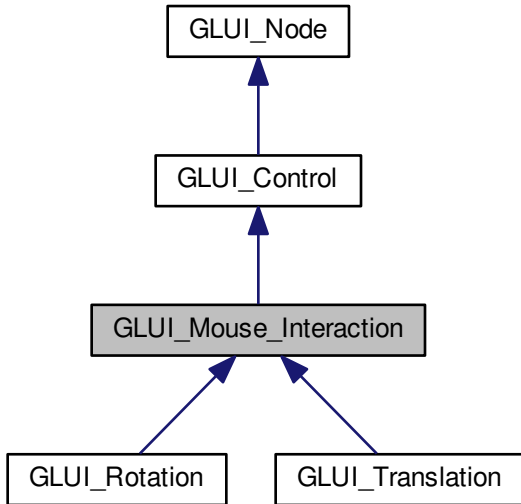 GLUI_Node
GLUI_Control
GLUI_Mouse_Interaction
GLUI_Rotation
GLUI_Translation